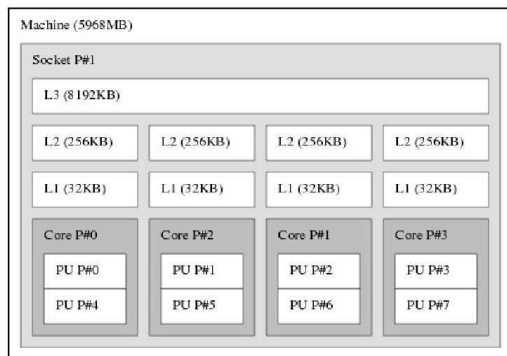 Machine (5968MB)
Socket P#1
L3 (8192KB)
L2 (256KB) L2 (256KB) L2 (256KB) L2 (256KB)
L1 (32KB) L1 (32KB) L1 (32KB) L1 (32KB)
Core P#0 Core P#2 Core P#1 Core P#3
PU P#0 PU P#1 PU P#2 PU P#3
PU P#4 PU P#5 PU P#6 PU P#7